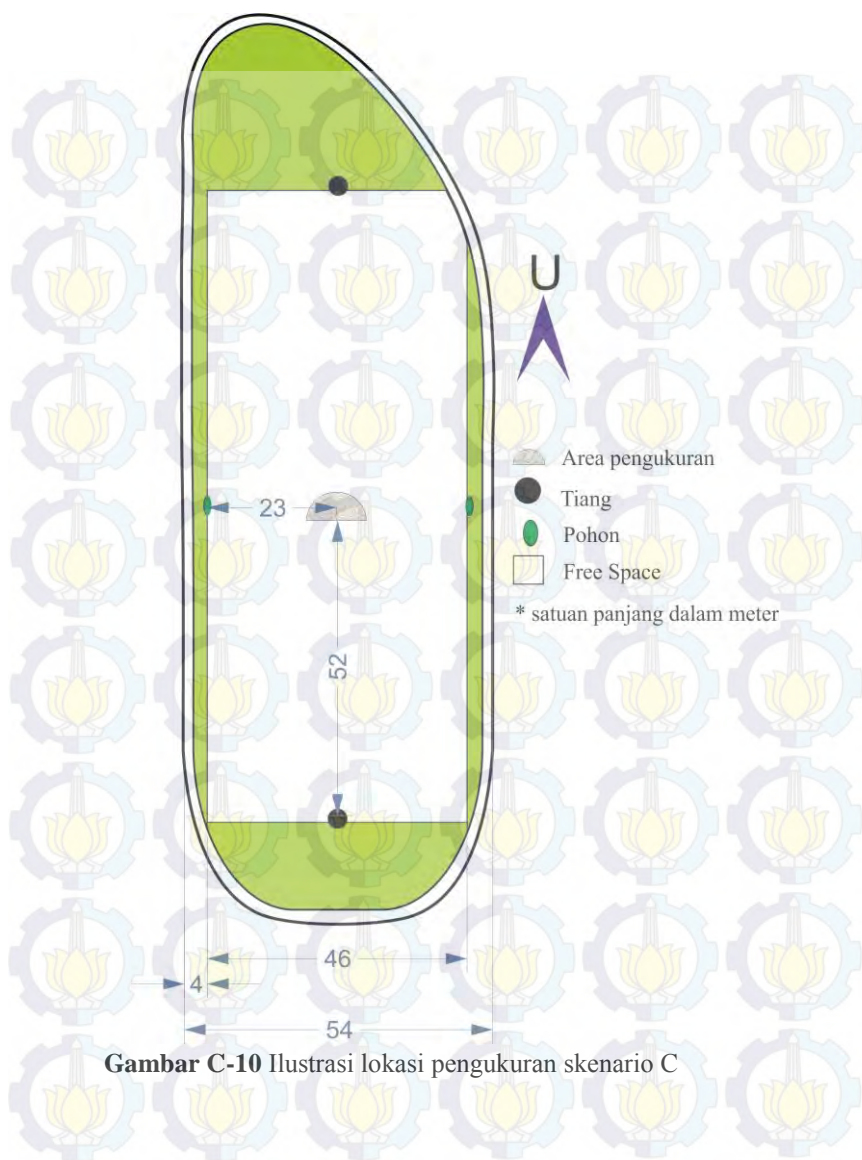 U
Area pengukuran
23
Tiang
Pohon
Free Space
* satuan panjang dalam meter
52
46
4
54
Gambar C-10 Ilustrasi lokasi pengukuran skenario C